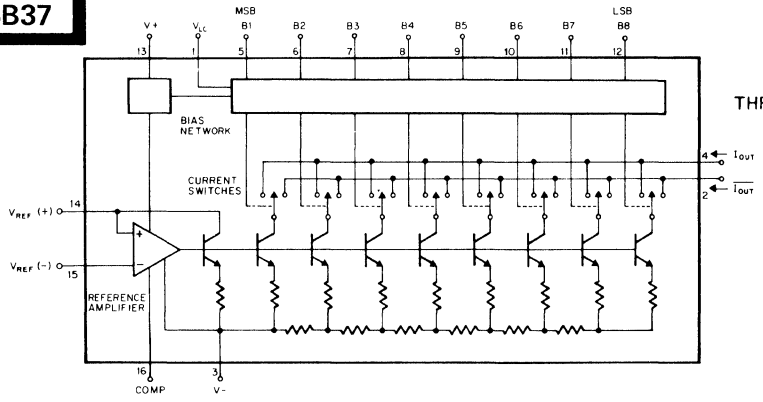 B37
MSB LSB
V+ V_LC B1 B2 B3 B4 B5 B6 B7 B8
13 1 5 6 7 8 9 10 11 12
BIAS
NETWORK
CURRENT
SWITCHES
4 I_OUT
2 I̅_O̅U̅T̅
14
V_REF (+)
+
−
V_REF (-)
15
REFERENCE
AMPLIFIER
16 3
COMP V-